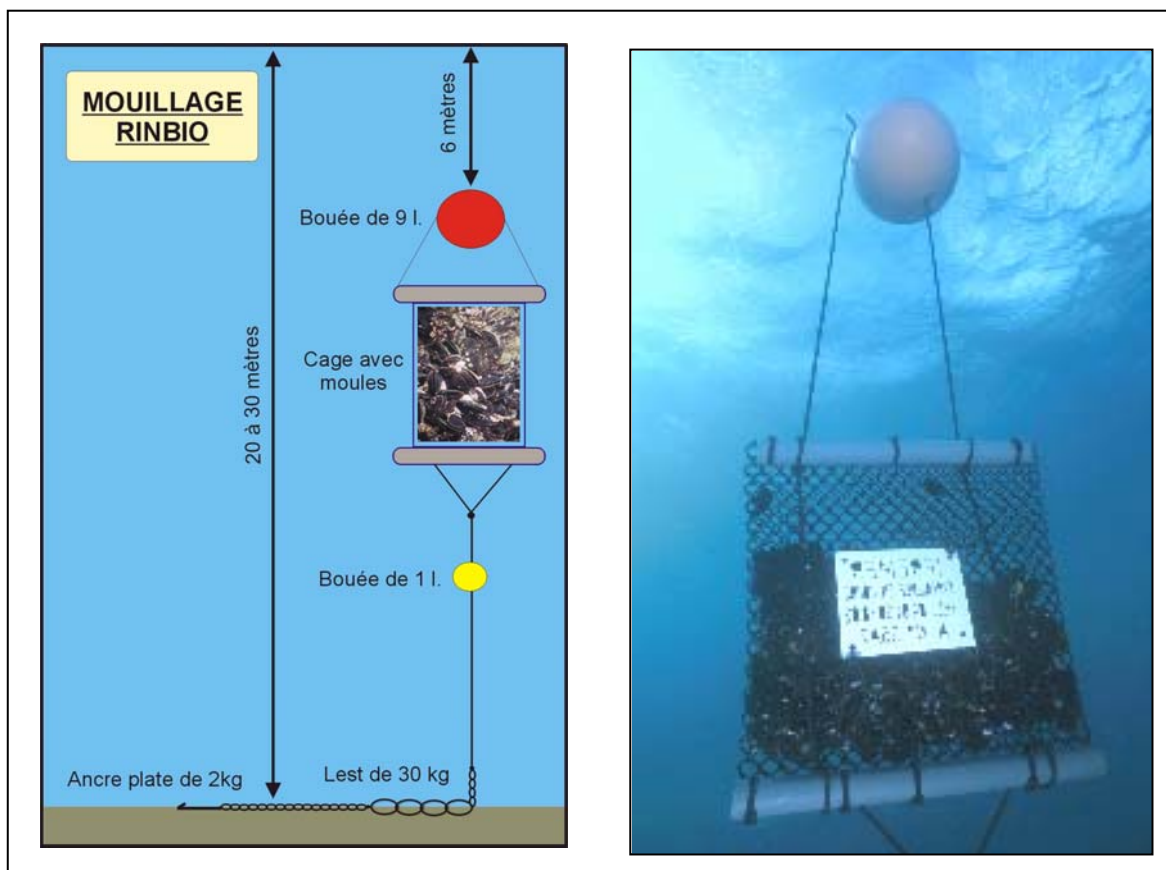 MOUILLAGE
RINBIO
6 mètres
Bouée de 9 l.
20 à 30 mètres
Cage avec
moules
Bouée de 1 l.
Ancre plate de 2kg
Lest de 30 kg